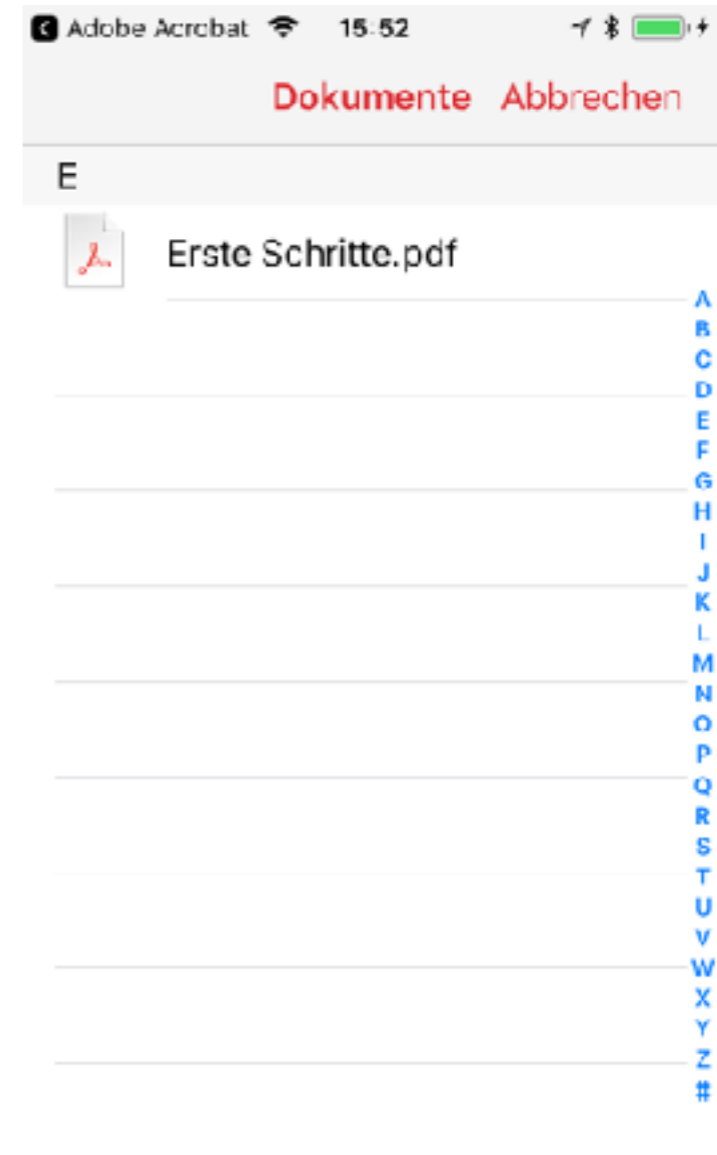 Adobe Acrobat 15:52
Dokumente Abbrechen
E
Erste Schritte.pdf
A
B
C
D
E
F
G
H
I
J
K
L
M
N
O
P
Q
R
S
T
U
V
W
X
Y
Z
#